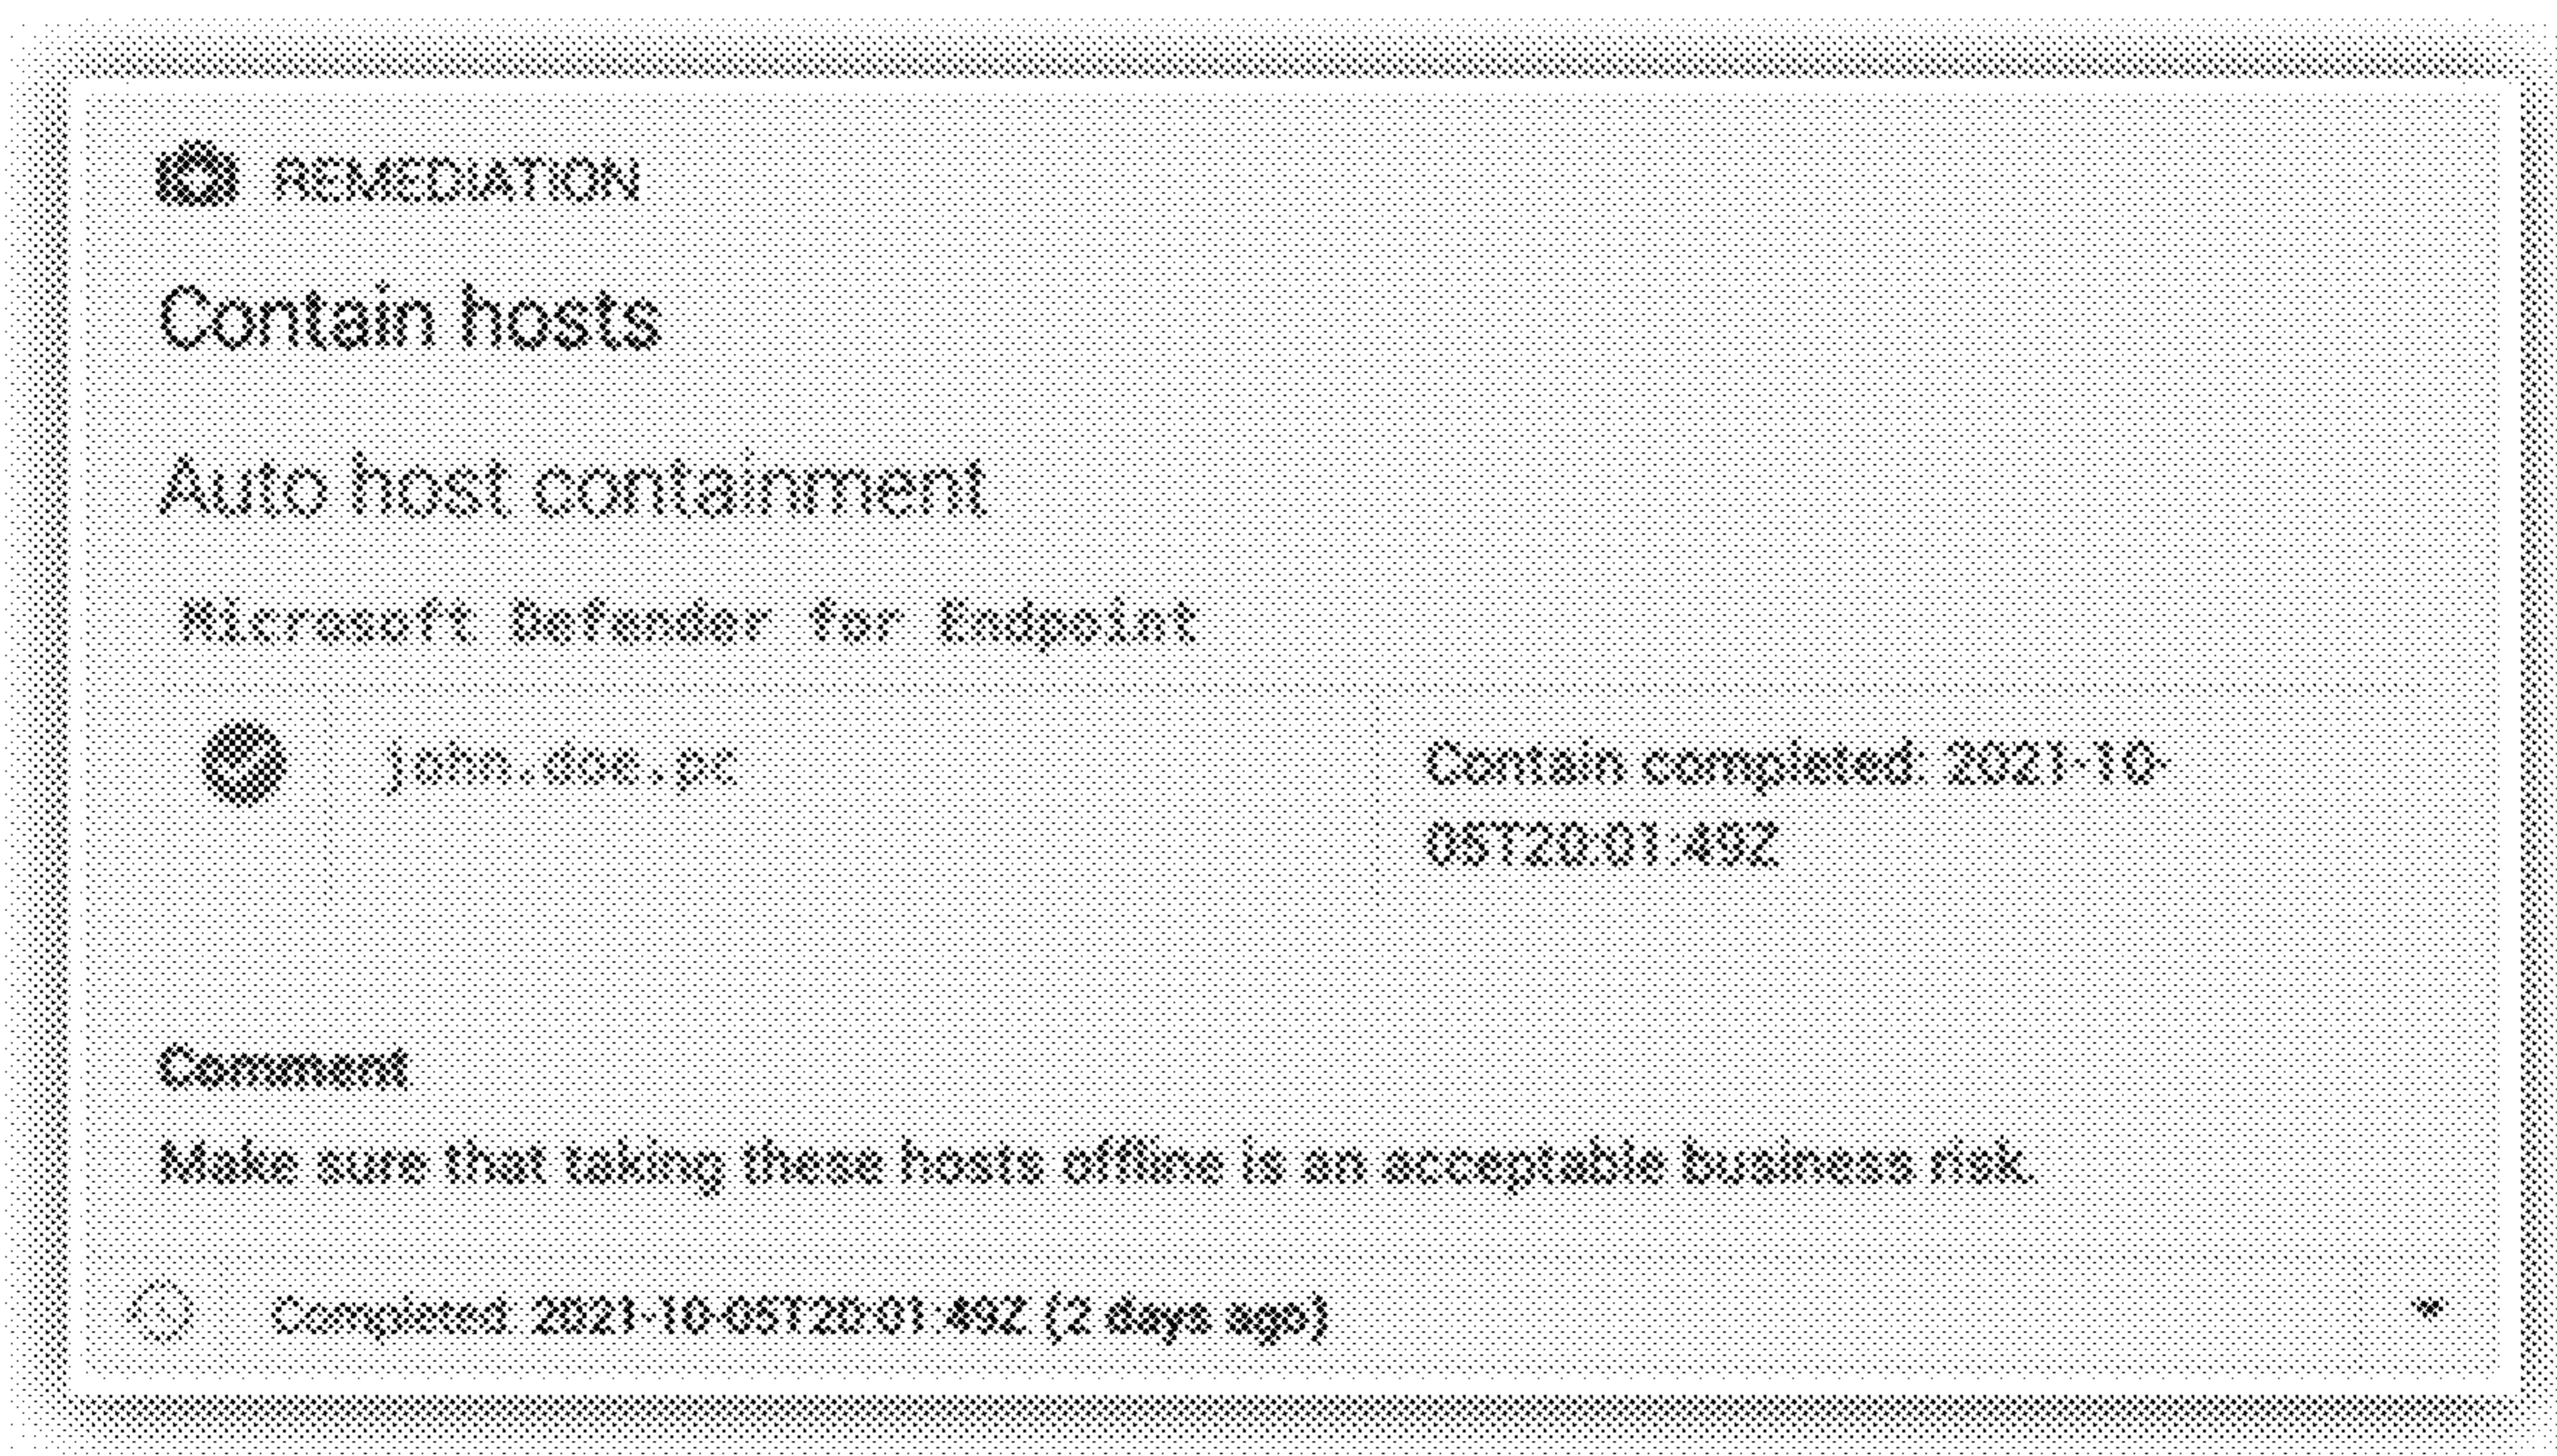 REMEDIATION
Contain hosts
Auto host containment
Microsoft Defender for Endpoint
john.doe.pc
Contain completed: 2021-10-
05T20:01:49Z
Comment
Make sure that taking these hosts offline is an acceptable business risk.
Completed 2021-10-05T20:01:49Z (2 days ago)